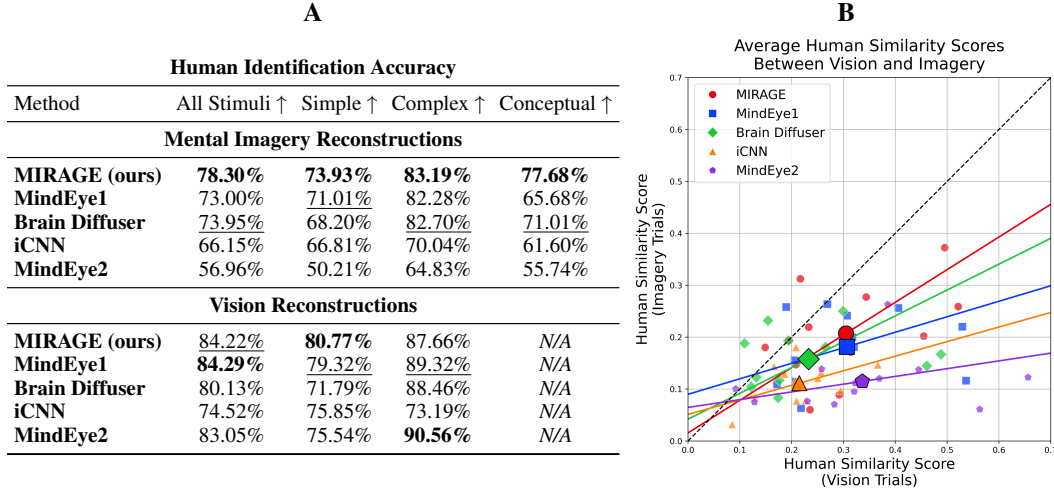 A
Human Identification Accuracy
Method All Stimuli ↑ Simple ↑ Complex ↑ Conceptual ↑
Mental Imagery Reconstructions
MIRAGE (ours) 78.30% 73.93% 83.19% 77.68%
MindEye1 73.00% 71.01% 82.28% 65.68%
Brain Diffuser 73.95% 68.20% 82.70% 71.01%
iCNN 66.15% 66.81% 70.04% 61.60%
MindEye2 56.96% 50.21% 64.83% 55.74%
Vision Reconstructions
MIRAGE (ours) 84.22% 80.77% 87.66% N/A
MindEye1 84.29% 79.32% 89.32% N/A
Brain Diffuser 80.13% 71.79% 88.46% N/A
iCNN 74.52% 75.85% 73.19% N/A
MindEye2 83.05% 75.54% 90.56% N/A
B
Average Human Similarity Scores
Between Vision and Imagery
MIRAGE
MindEye1
Brain Diffuser
iCNN
MindEye2
Human Similarity Score
(Imagery Trials)
0.7
0.6
0.5
0.4
0.3
0.2
0.1
0.0
0.0 0.1 0.2 0.3 0.4 0.5 0.6 0.7
Human Similarity Score
(Vision Trials)